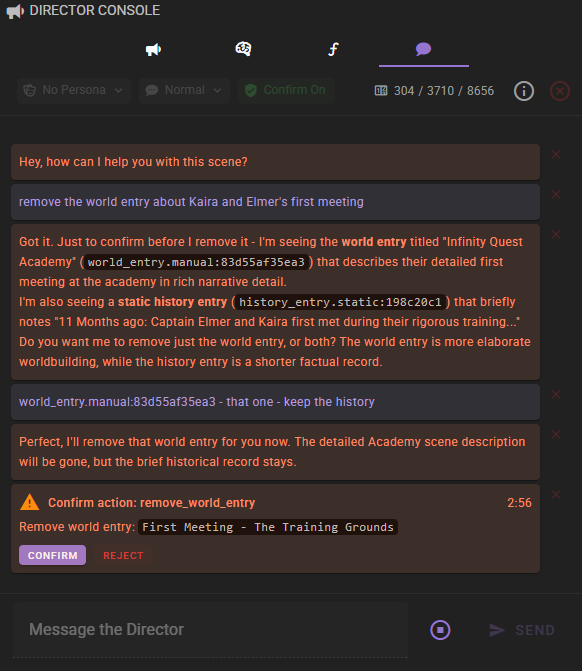 DIRECTOR CONSOLE
No Persona
Normal
Confirm On
304 / 3710 / 8656
Hey, how can I help you with this scene?
remove the world entry about Kaira and Elmer's first meeting
Got it. Just to confirm before I remove it - I'm seeing the world entry titled "Infinity Quest
Academy" ( world_entry.manual:83d55af35ea3 ) that describes their detailed first
meeting at the academy in rich narrative detail.
I'm also seeing a static history entry ( history_entry.static:198c20c1 ) that briefly
notes "11 Months ago: Captain Elmer and Kaira first met during their rigorous training..."
Do you want me to remove just the world entry, or both? The world entry is more elaborate
worldbuilding, while the history entry is a shorter factual record.
world_entry.manual:83d55af35ea3 - that one - keep the history
Perfect, I'll remove that world entry for you now. The detailed Academy scene description
will be gone, but the brief historical record stays.
Confirm action: remove_world_entry
2:56
Remove world entry: First Meeting - The Training Grounds
CONFIRM
REJECT
Message the Director
SEND